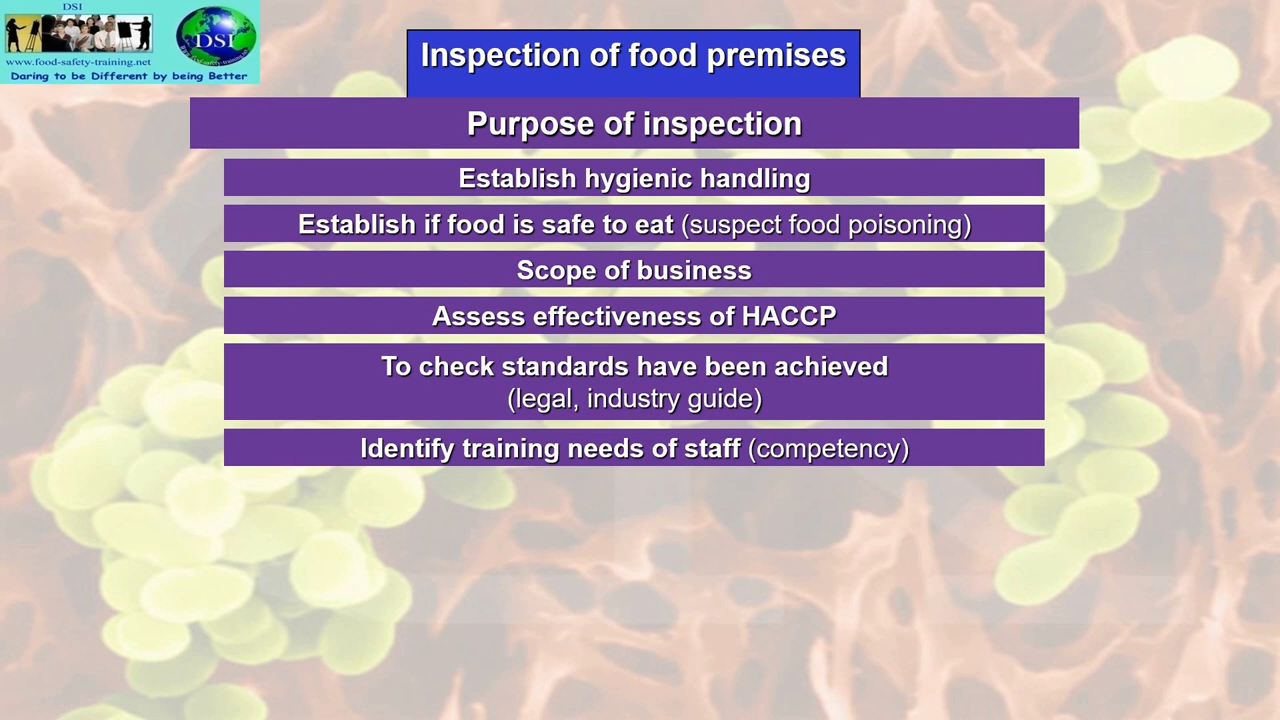 DSI
DSI
www.food-safety-training.net
Daring to be Different by being Better
Inspection of food premises
Purpose of inspection
Establish hygienic handling
Establish if food is safe to eat (suspect food poisoning)
Scope of business
Assess effectiveness of HACCP
To check standards have been achieved
(legal, industry guide)
Identify training needs of staff (competency)